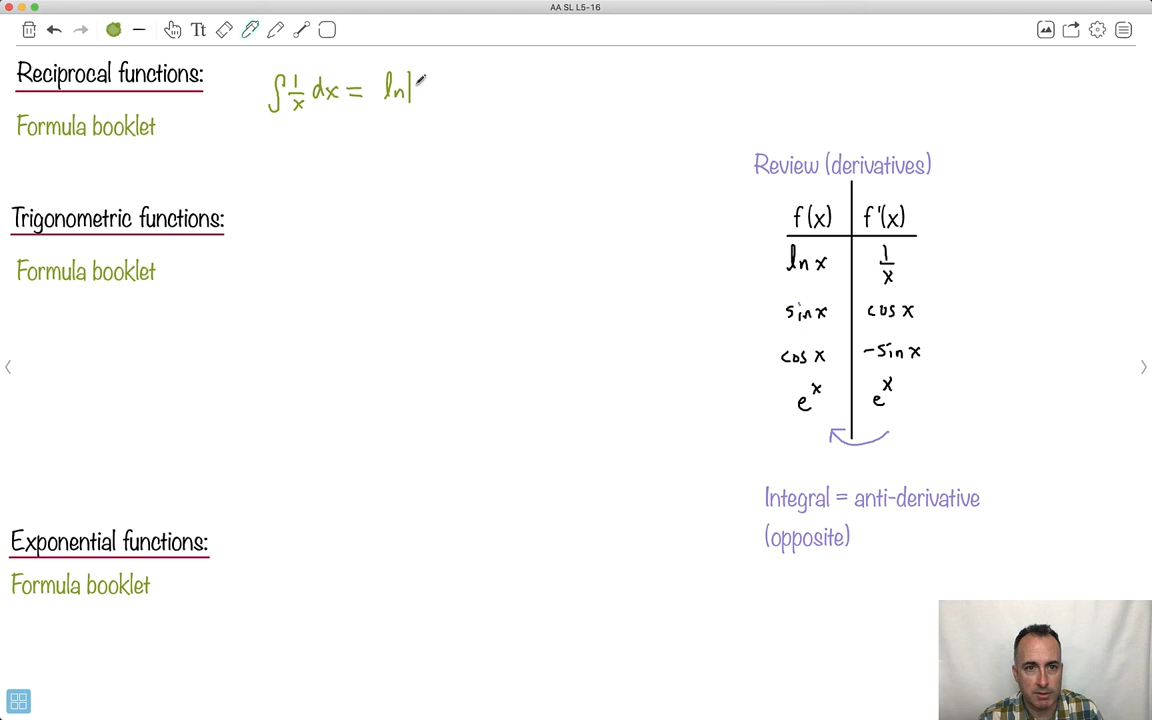 AA SL L5-16
Tt
Reciprocal functions:
∫ 1/x dx = ln|
Formula booklet
Review (derivatives)
f(x) f'(x)
ln x 1/x
sin x cos x
cos x -sin x
e^x e^x
Trigonometric functions:
Formula booklet
Integral = anti-derivative
(opposite)
Exponential functions:
Formula booklet